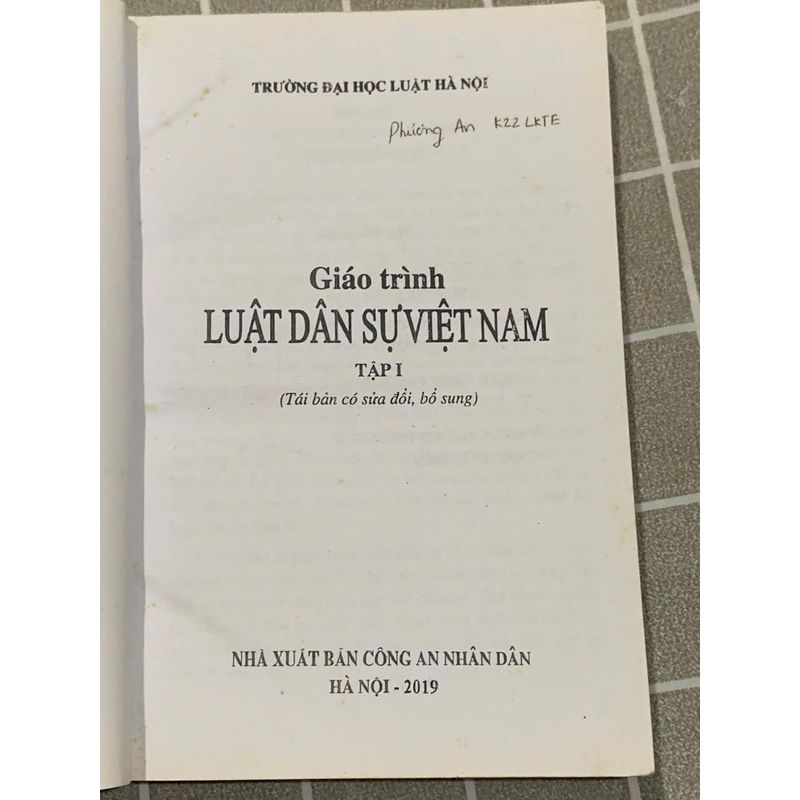 TRƯỜNG ĐẠI HỌC LUẬT HÀ NỘI
Phương An K22 LKTE
Giáo trình
LUẬT DÂN SỰ VIỆT NAM
TẬP I
(Tái bản có sửa đổi, bổ sung)
NHÀ XUẤT BẢN CÔNG AN NHÂN DÂN
HÀ NỘI - 2019